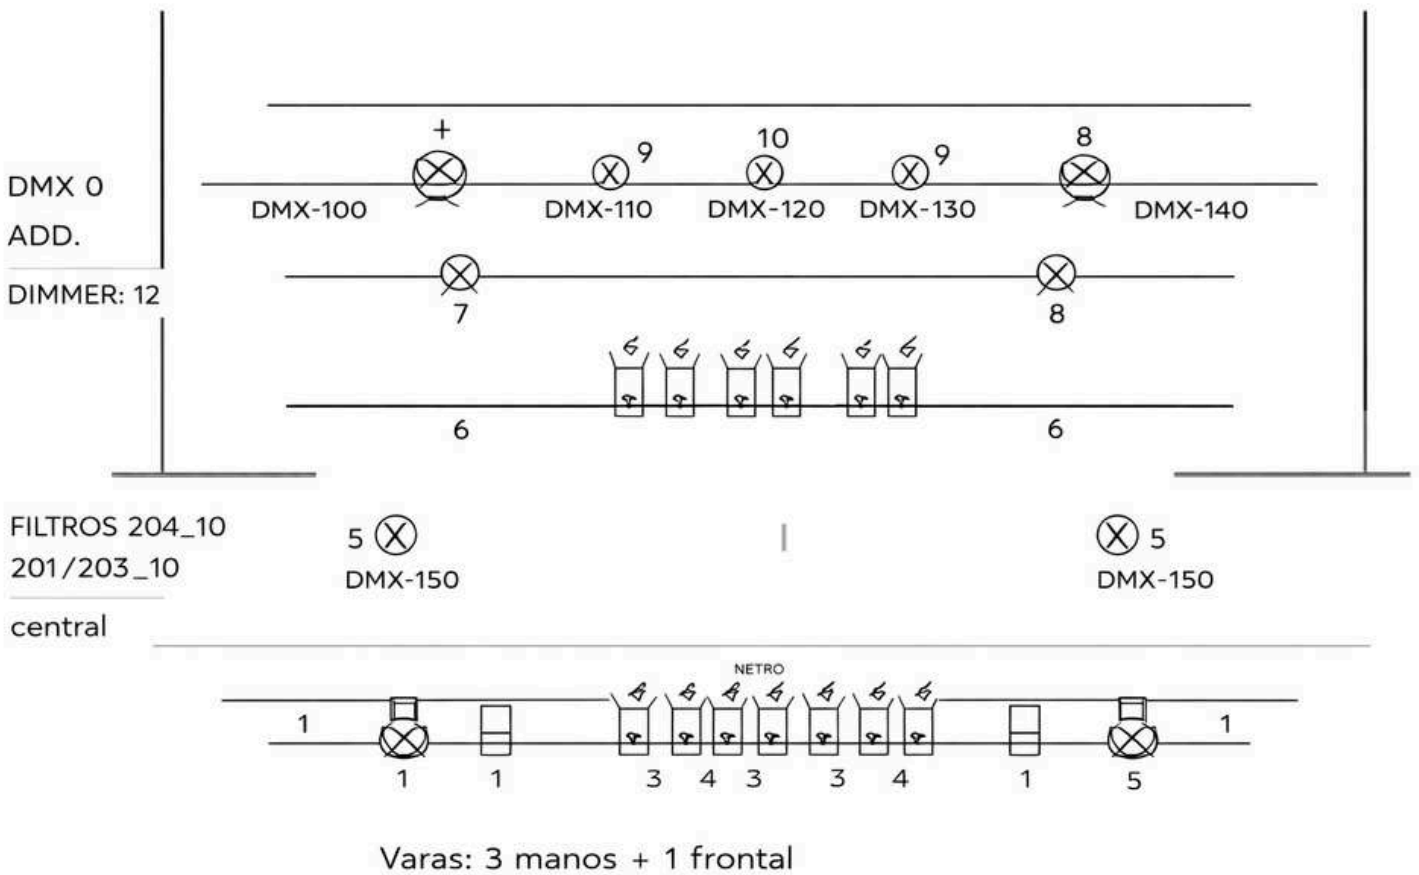 +
9
10
9
8
DMX 0
DMX-100
DMX-110
DMX-120
DMX-130
DMX-140
ADD.
DIMMER: 12
7
8
6
6
FILTROS 204_10
201/203_10
5
5
DMX-150
DMX-150
central
NETRO
1
1
1
1
3
4
3
3
4
1
5
Varas: 3 manos + 1 frontal